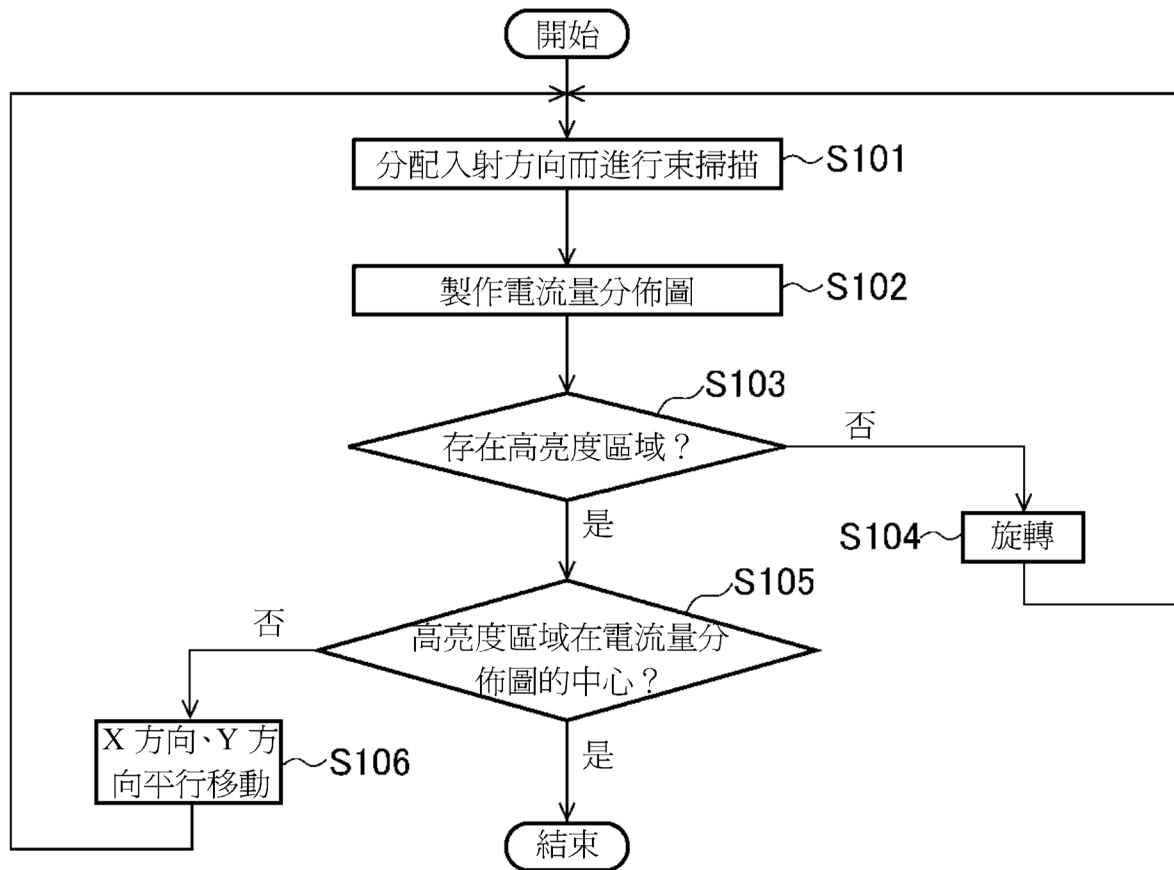 開始
分配入射方向而進行束掃描
S101
製作電流量分佈圖
S102
S103
存在高亮度區域？
否
是
S104
旋轉
S105
否
高亮度區域在電流量分
佈圖的中心？
X 方向、Y 方
向平行移動
S106
是
結束